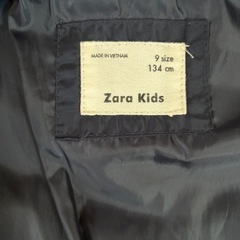 MADE IN VIETNAM
9 size
134 cm
Zara Kids